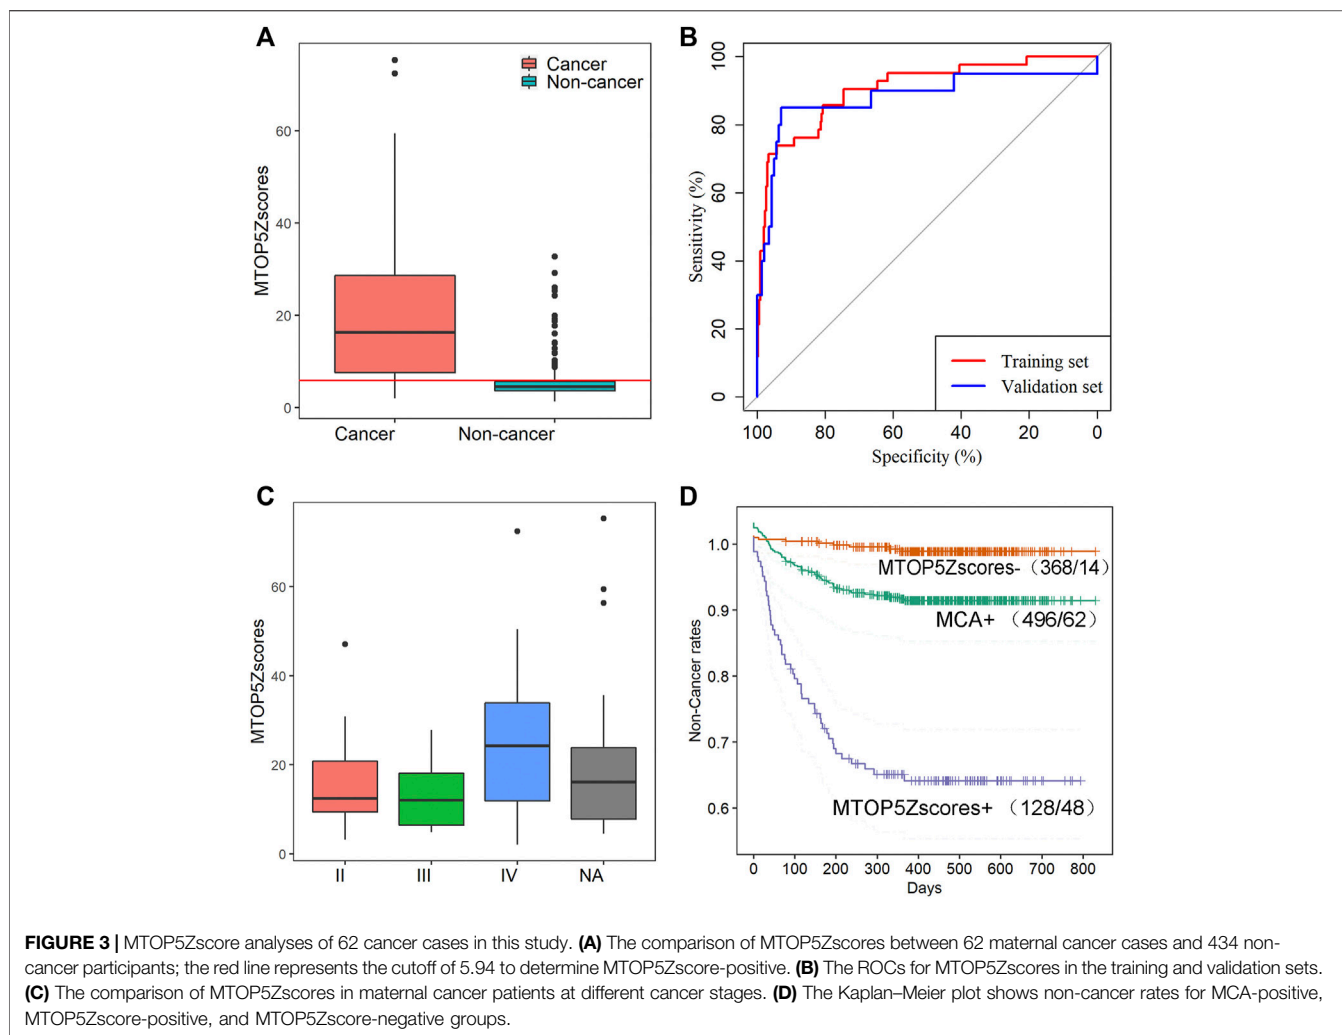 A
MTOP5Zscores
60
40
20
0
Cancer
Non-cancer
Cancer
Non-cancer
B
Sensitivity (%)
100
80
60
40
20
0
Training set
Validation set
100
80
60
40
20
0
Specificity (%)
C
MTOP5Zscores
60
40
20
0
II
III
IV
NA
D
Non-Cancer rates
1.0
0.9
0.8
0.7
0.6
MTOP5Zscores-（368/14）
MCA+ （496/62）
MTOP5Zscores+ （128/48）
0
100
200
300
400
500
600
700
800
Days
FIGURE 3 | MTOP5Zscore analyses of 62 cancer cases in this study. (A) The comparison of MTOP5Zscores between 62 maternal cancer cases and 434 non-
cancer participants; the red line represents the cutoff of 5.94 to determine MTOP5Zscore-positive. (B) The ROCs for MTOP5Zscores in the training and validation sets.
(C) The comparison of MTOP5Zscores in maternal cancer patients at different cancer stages. (D) The Kaplan–Meier plot shows non-cancer rates for MCA-positive,
MTOP5Zscore-positive, and MTOP5Zscore-negative groups.